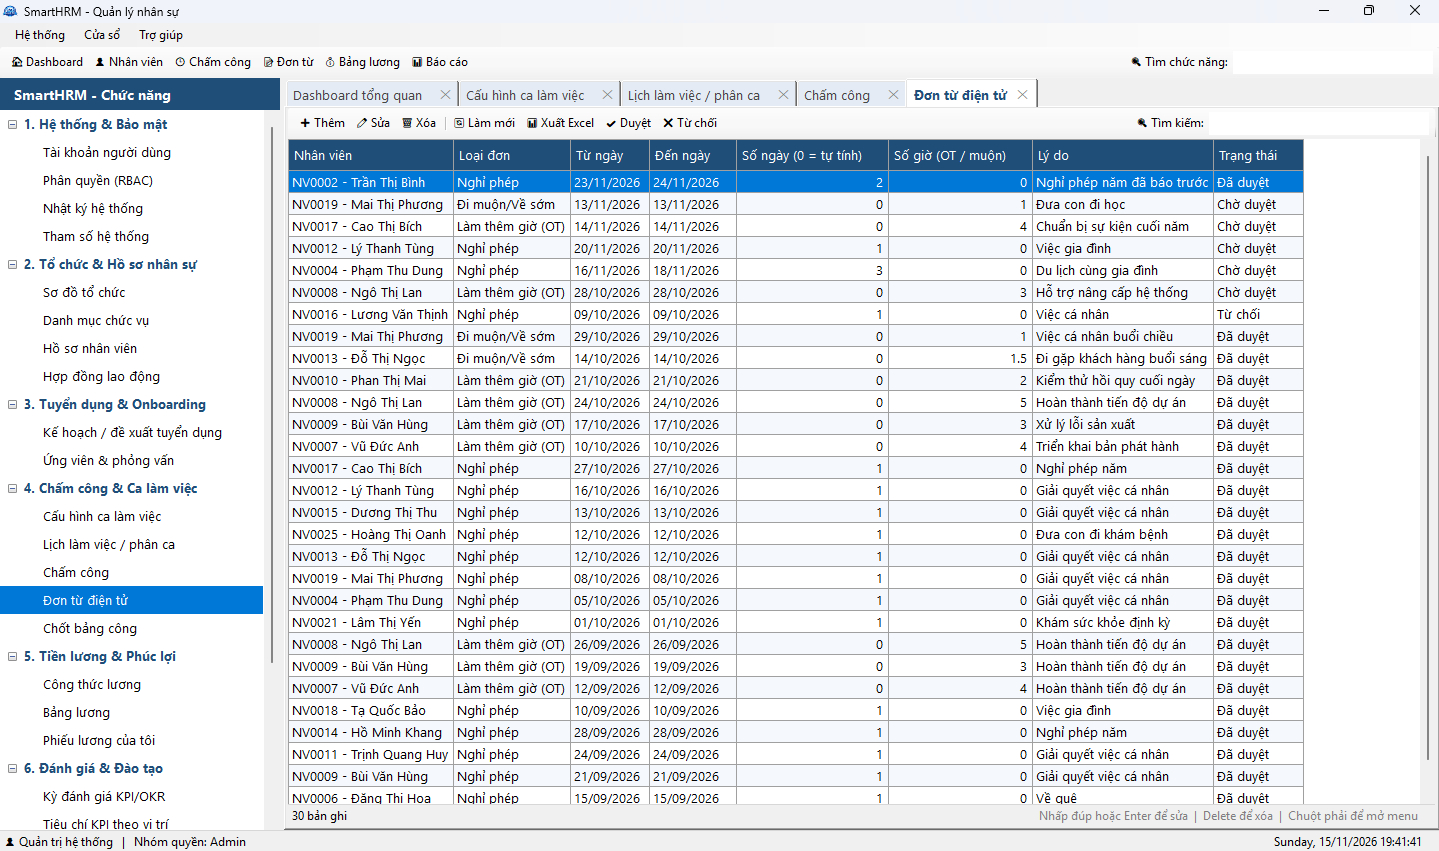 SmartHRM - Quản lý nhân sự
Hệ thống Cửa sổ Trợ giúp
Dashboard Nhân viên Chấm công Đơn từ Bảng lương Báo cáo Tìm chức năng:
SmartHRM - Chức năng
1. Hệ thống & Bảo mật
Tài khoản người dùng
Phân quyền (RBAC)
Nhật ký hệ thống
Tham số hệ thống
2. Tổ chức & Hồ sơ nhân sự
Sơ đồ tổ chức
Danh mục chức vụ
Hồ sơ nhân viên
Hợp đồng lao động
3. Tuyển dụng & Onboarding
Kế hoạch / đề xuất tuyển dụng
Ứng viên & phỏng vấn
4. Chấm công & Ca làm việc
Cấu hình ca làm việc
Lịch làm việc / phân ca
Chấm công
Đơn từ điện tử
Chốt bảng công
5. Tiền lương & Phúc lợi
Công thức lương
Bảng lương
Phiếu lương của tôi
6. Đánh giá & Đào tạo
Kỳ đánh giá KPI/OKR
Tiêu chí KPI theo vị trí
Dashboard tổng quan Cấu hình ca làm việc Lịch làm việc / phân ca Chấm công Đơn từ điện tử
Thêm Sửa Xóa Làm mới Xuất Excel Duyệt Từ chối Tìm kiếm:
Nhân viên Loại đơn Từ ngày Đến ngày Số ngày (0 = tự tính) Số giờ (OT / muộn) Lý do Trạng thái
NV0002 - Trần Thị Bình Nghỉ phép 23/11/2026 24/11/2026 2 0 Nghỉ phép năm đã báo trước Đã duyệt
NV0019 - Mai Thị Phương Đi muộn/Về sớm 13/11/2026 13/11/2026 0 1 Đưa con đi học Chờ duyệt
NV0017 - Cao Thị Bích Làm thêm giờ (OT) 14/11/2026 14/11/2026 0 4 Chuẩn bị sự kiện cuối năm Chờ duyệt
NV0012 - Lý Thanh Tùng Nghỉ phép 20/11/2026 20/11/2026 1 0 Việc gia đình Chờ duyệt
NV0004 - Phạm Thu Dung Nghỉ phép 16/11/2026 18/11/2026 3 0 Du lịch cùng gia đình Chờ duyệt
NV0008 - Ngô Thị Lan Làm thêm giờ (OT) 28/10/2026 28/10/2026 0 3 Hỗ trợ nâng cấp hệ thống Chờ duyệt
NV0016 - Lương Văn Thịnh Nghỉ phép 09/10/2026 09/10/2026 1 0 Việc cá nhân Từ chối
NV0019 - Mai Thị Phương Đi muộn/Về sớm 29/10/2026 29/10/2026 0 1 Việc cá nhân buổi chiều Đã duyệt
NV0013 - Đỗ Thị Ngọc Đi muộn/Về sớm 14/10/2026 14/10/2026 0 1.5 Đi gặp khách hàng buổi sáng Đã duyệt
NV0010 - Phan Thị Mai Làm thêm giờ (OT) 21/10/2026 21/10/2026 0 2 Kiểm thử hồi quy cuối ngày Đã duyệt
NV0008 - Ngô Thị Lan Làm thêm giờ (OT) 24/10/2026 24/10/2026 0 5 Hoàn thành tiến độ dự án Đã duyệt
NV0009 - Bùi Văn Hùng Làm thêm giờ (OT) 17/10/2026 17/10/2026 0 3 Xử lý lỗi sản xuất Đã duyệt
NV0007 - Vũ Đức Anh Làm thêm giờ (OT) 10/10/2026 10/10/2026 0 4 Triển khai bản phát hành Đã duyệt
NV0017 - Cao Thị Bích Nghỉ phép 27/10/2026 27/10/2026 1 0 Nghỉ phép năm Đã duyệt
NV0012 - Lý Thanh Tùng Nghỉ phép 16/10/2026 16/10/2026 1 0 Giải quyết việc cá nhân Đã duyệt
NV0015 - Dương Thị Thu Nghỉ phép 13/10/2026 13/10/2026 1 0 Giải quyết việc cá nhân Đã duyệt
NV0025 - Hoàng Thị Oanh Nghỉ phép 12/10/2026 12/10/2026 1 0 Đưa con đi khám bệnh Đã duyệt
NV0013 - Đỗ Thị Ngọc Nghỉ phép 12/10/2026 12/10/2026 1 0 Giải quyết việc cá nhân Đã duyệt
NV0019 - Mai Thị Phương Nghỉ phép 08/10/2026 08/10/2026 1 0 Giải quyết việc cá nhân Đã duyệt
NV0004 - Phạm Thu Dung Nghỉ phép 05/10/2026 05/10/2026 1 0 Giải quyết việc cá nhân Đã duyệt
NV0021 - Lâm Thị Yến Nghỉ phép 01/10/2026 01/10/2026 1 0 Khám sức khỏe định kỳ Đã duyệt
NV0008 - Ngô Thị Lan Làm thêm giờ (OT) 26/09/2026 26/09/2026 0 5 Hoàn thành tiến độ dự án Đã duyệt
NV0009 - Bùi Văn Hùng Làm thêm giờ (OT) 19/09/2026 19/09/2026 0 3 Hoàn thành tiến độ dự án Đã duyệt
NV0007 - Vũ Đức Anh Làm thêm giờ (OT) 12/09/2026 12/09/2026 0 4 Hoàn thành tiến độ dự án Đã duyệt
NV0018 - Tạ Quốc Bảo Nghỉ phép 10/09/2026 10/09/2026 1 0 Việc gia đình Đã duyệt
NV0014 - Hồ Minh Khang Nghỉ phép 28/09/2026 28/09/2026 1 0 Nghỉ phép năm Đã duyệt
NV0011 - Trịnh Quang Huy Nghỉ phép 24/09/2026 24/09/2026 1 0 Giải quyết việc cá nhân Đã duyệt
NV0009 - Bùi Văn Hùng Nghỉ phép 21/09/2026 21/09/2026 1 0 Giải quyết việc cá nhân Đã duyệt
NV0006 - Đặng Thị Hoa Nghỉ phép 15/09/2026 15/09/2026 1 0 Về quê Đã duyệt
30 bản ghi Nhấp đúp hoặc Enter để sửa | Delete để xóa | Chuột phải để mở menu
Quản trị hệ thống | Nhóm quyền: Admin Sunday, 15/11/2026 19:41:41